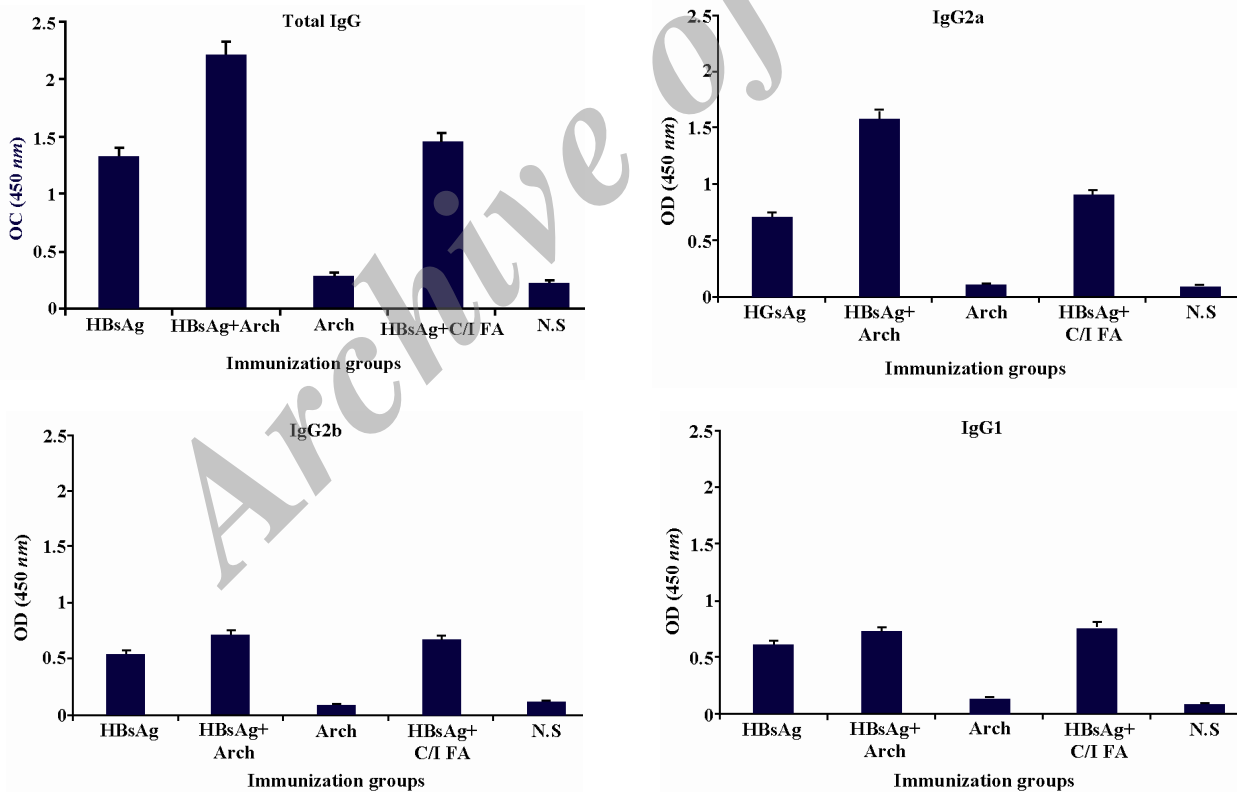 Total IgG
2.5
2
1.5
1
0.5
0
OC (450 nm)
HBsAg HBsAg+Arch Arch HBsAg+C/I FA N.S
Immunization groups
IgG2a
2.5
2
1.5
1
0.5
0
OD (450 nm)
HGsAg HBsAg+ Arch HBsAg+ N.S
Arch C/I FA
Immunization groups
IgG2b
2.5
2
1.5
1
0.5
0
OD (450 nm)
HBsAg HBsAg+ Arch HBsAg+ N.S
Arch C/I FA
Immunization groups
IgG1
2.5
2
1.5
1
0.5
0
OD (450 nm)
HBsAg HBsAg+ Arch HBsAg+ N.S
Arch C/I FA
Immunization groups
Archive of